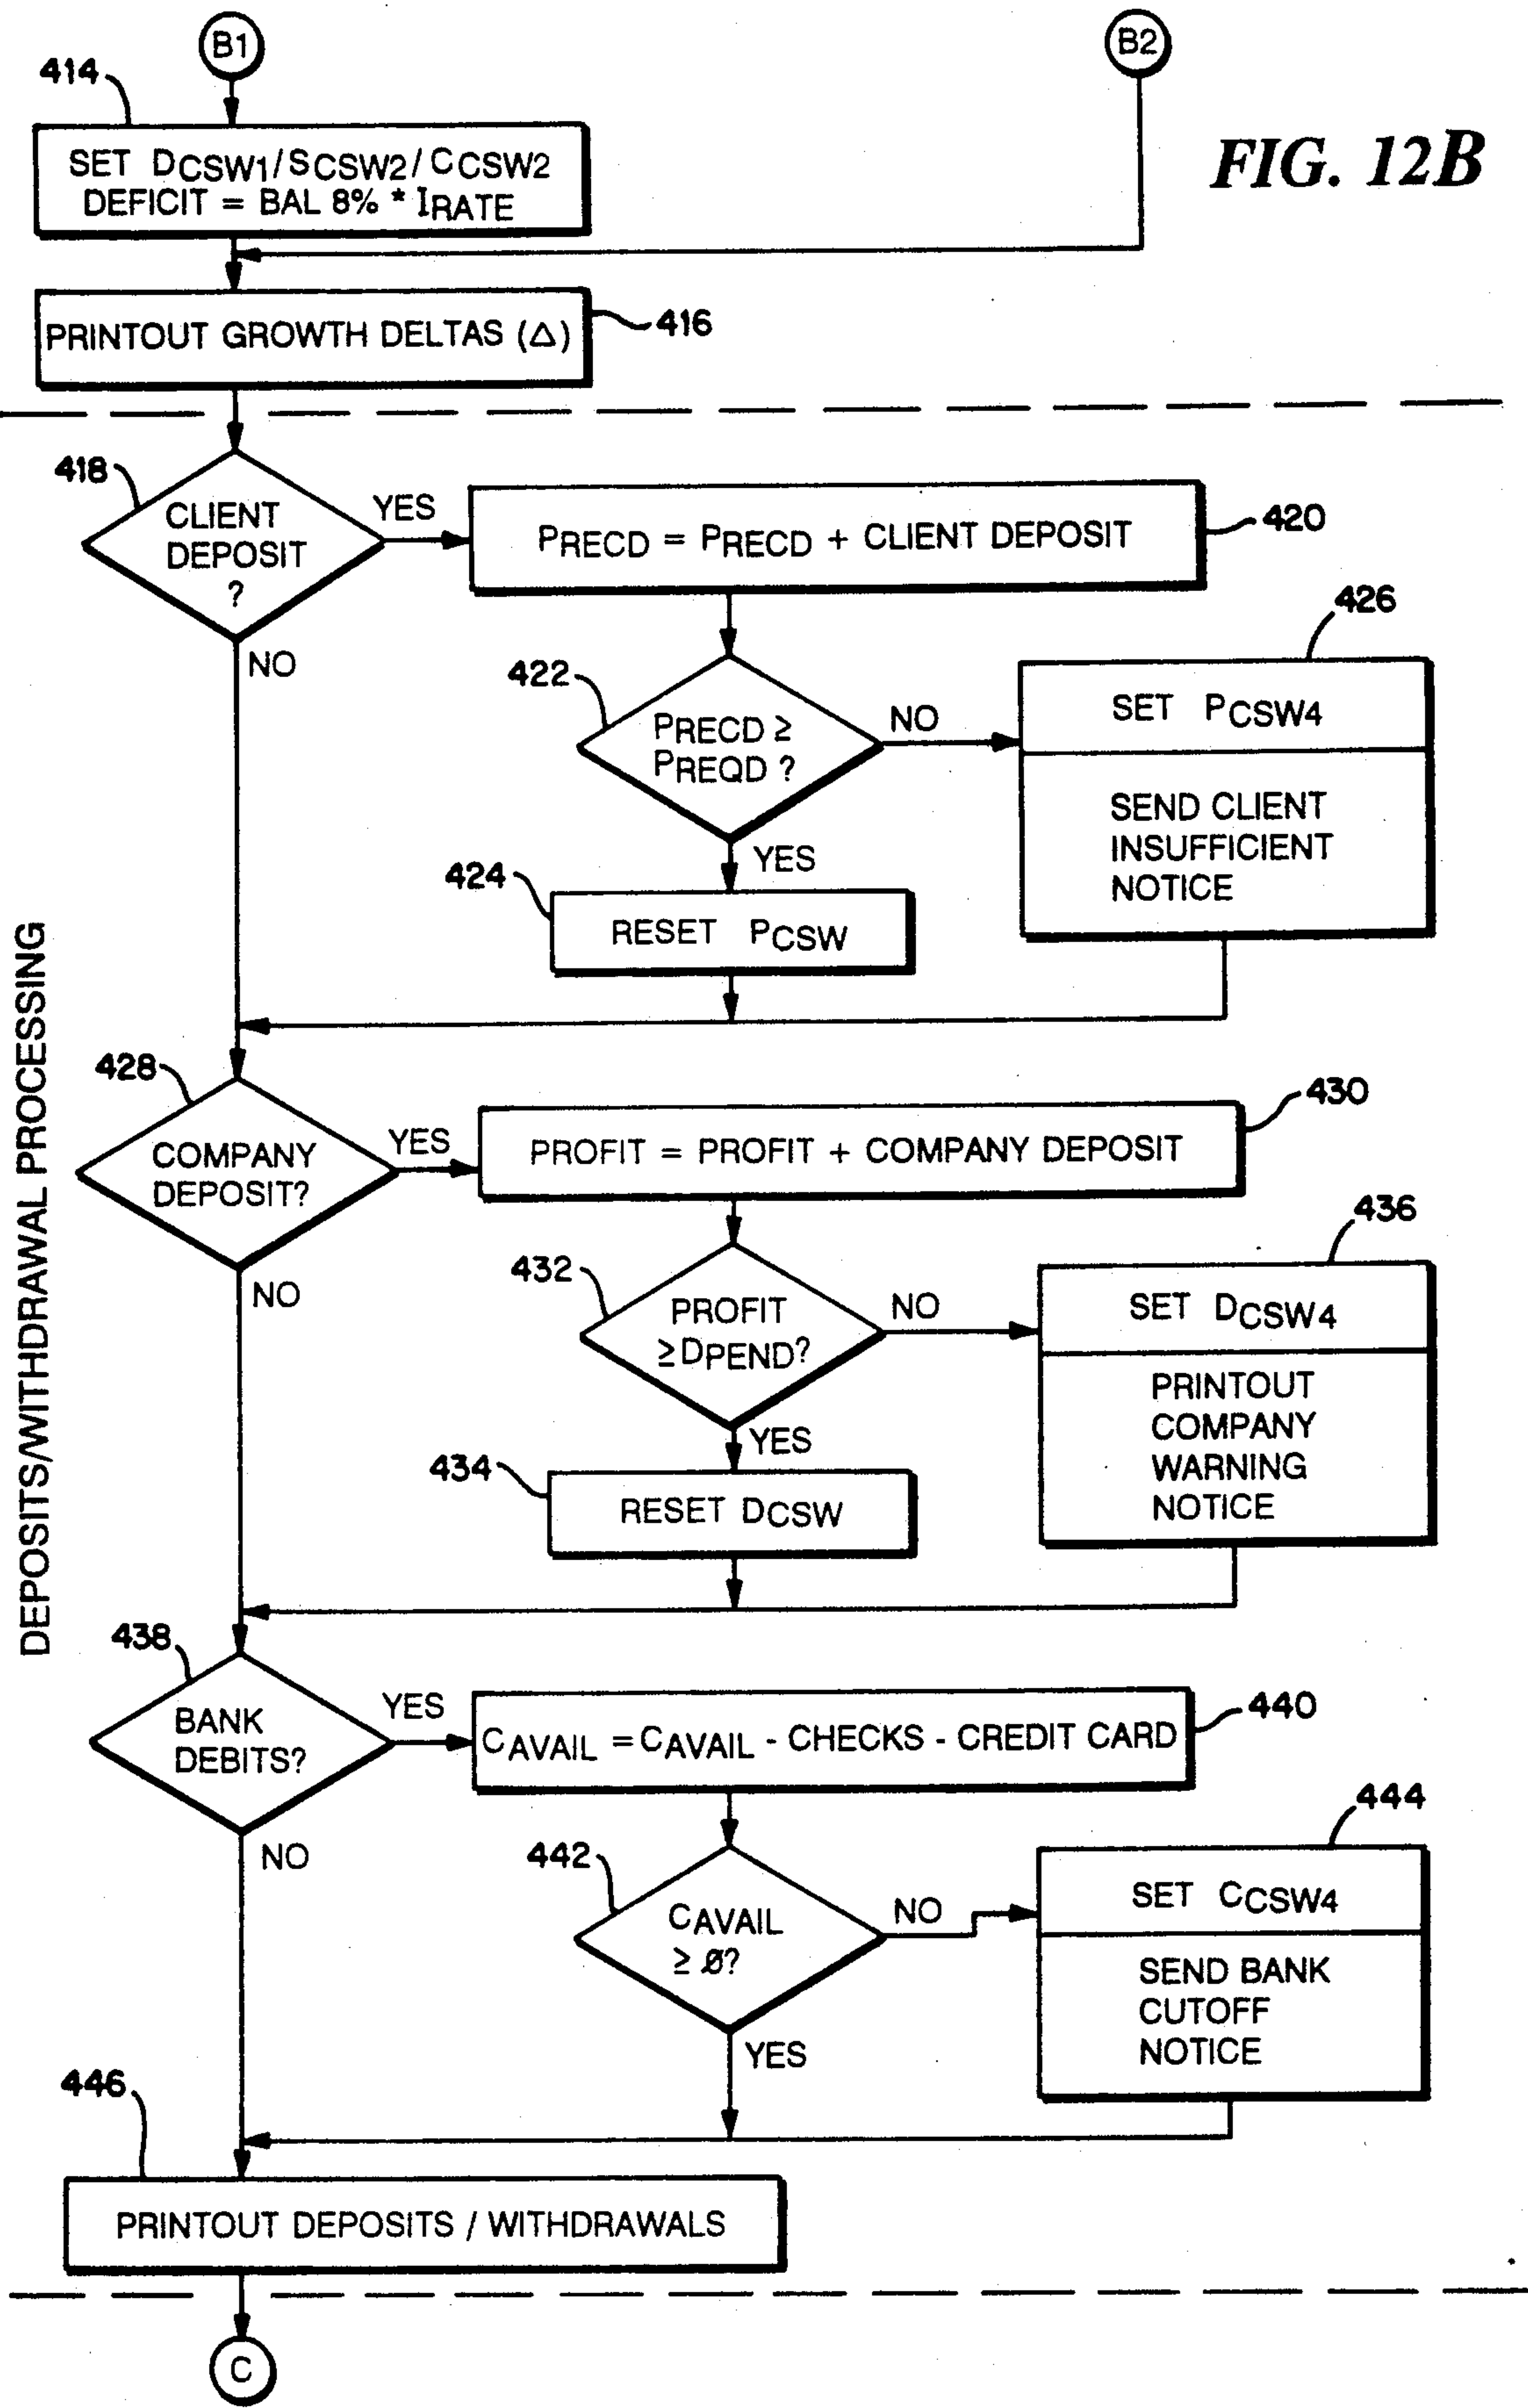 B1
B2
414
SET DCSW1/SCSW2/CCSW2
DEFICIT = BAL 8% * IRATE
FIG. 12B
PRINTOUT GROWTH DELTAS (△)
416
418
CLIENT
DEPOSIT
?
YES
NO
PRECD = PRECD + CLIENT DEPOSIT
420
422
PRECD ≥
PREQD ?
NO
YES
426
SET PCSW4
SEND CLIENT
INSUFFICIENT
NOTICE
424
RESET PCSW
DEPOSITS/WITHDRAWAL PROCESSING
428
COMPANY
DEPOSIT?
YES
NO
PROFIT = PROFIT + COMPANY DEPOSIT
430
432
PROFIT
≥DPEND?
NO
YES
436
SET DCSW4
PRINTOUT
COMPANY
WARNING
NOTICE
434
RESET DCSW
438
BANK
DEBITS?
YES
NO
CAVAIL = CAVAIL - CHECKS - CREDIT CARD
440
442
CAVAIL
≥ Ø?
NO
YES
444
SET CCSW4
SEND BANK
CUTOFF
NOTICE
446
PRINTOUT DEPOSITS / WITHDRAWALS
C